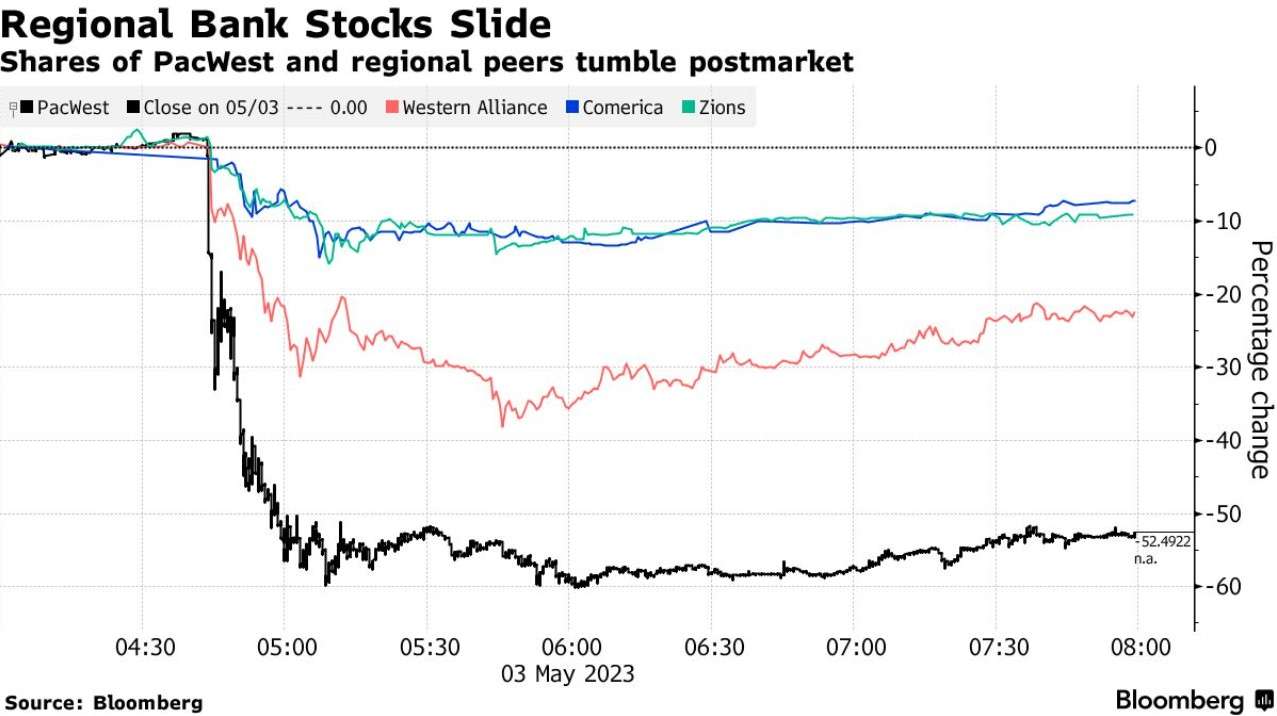 Regional Bank Stocks Slide
Shares of PacWest and regional peers tumble postmarket
PacWest Close on 05/03 ---- 0.00 Western Alliance Comerica Zions
0
-10
-20
-30
-40
-50
-60
Percentage change
-52.4922
n.a.
04:30 05:00 05:30 06:00 06:30 07:00 07:30 08:00
03 May 2023
Source: Bloomberg
Bloomberg